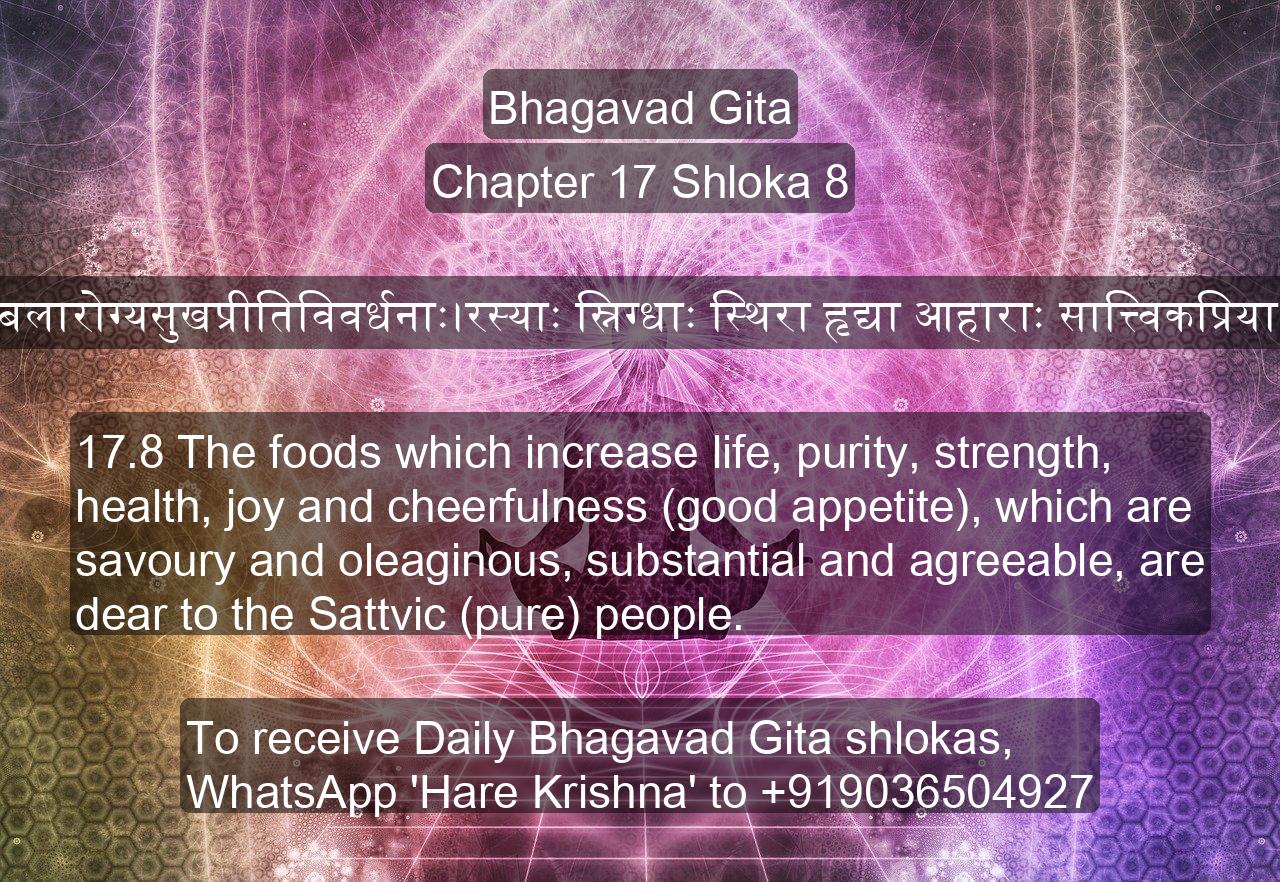 Bhagavad Gita
Chapter 17 Shloka 8
बलारोग्यसुखप्रीतिविवर्धनाः।रस्याः स्निग्धाः स्थिरा हृद्या आहाराः सात्त्विकप्रिया
17.8 The foods which increase life, purity, strength,
health, joy and cheerfulness (good appetite), which are
savoury and oleaginous, substantial and agreeable, are
dear to the Sattvic (pure) people.
To receive Daily Bhagavad Gita shlokas,
WhatsApp 'Hare Krishna' to +919036504927